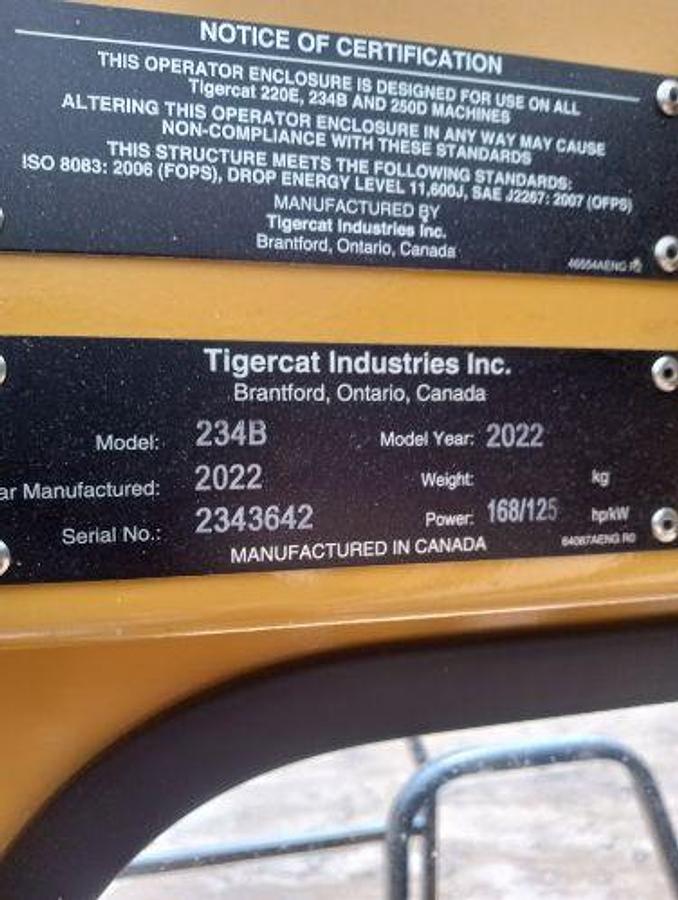 NOTICE OF CERTIFICATION
THIS OPERATOR ENCLOSURE IS DESIGNED FOR USE ON ALL
Tigercat 220E, 234B AND 250D MACHINES
ALTERING THIS OPERATOR ENCLOSURE IN ANY WAY MAY CAUSE
NON-COMPLIANCE WITH THESE STANDARDS
THIS STRUCTURE MEETS THE FOLLOWING STANDARDS:
ISO 8083: 2006 (FOPS), DROP ENERGY LEVEL 11,600J, SAE J2267: 2007 (OFPS)
MANUFACTURED BY
Tigercat Industries Inc.
Brantford, Ontario, Canada
Tigercat Industries Inc.
Brantford, Ontario, Canada
Model: 234B Model Year: 2022
ar Manufactured: 2022 Weight: kg
Serial No.: 2343642 Power: 168/125 hp/kW
MANUFACTURED IN CANADA 64087AENG R0